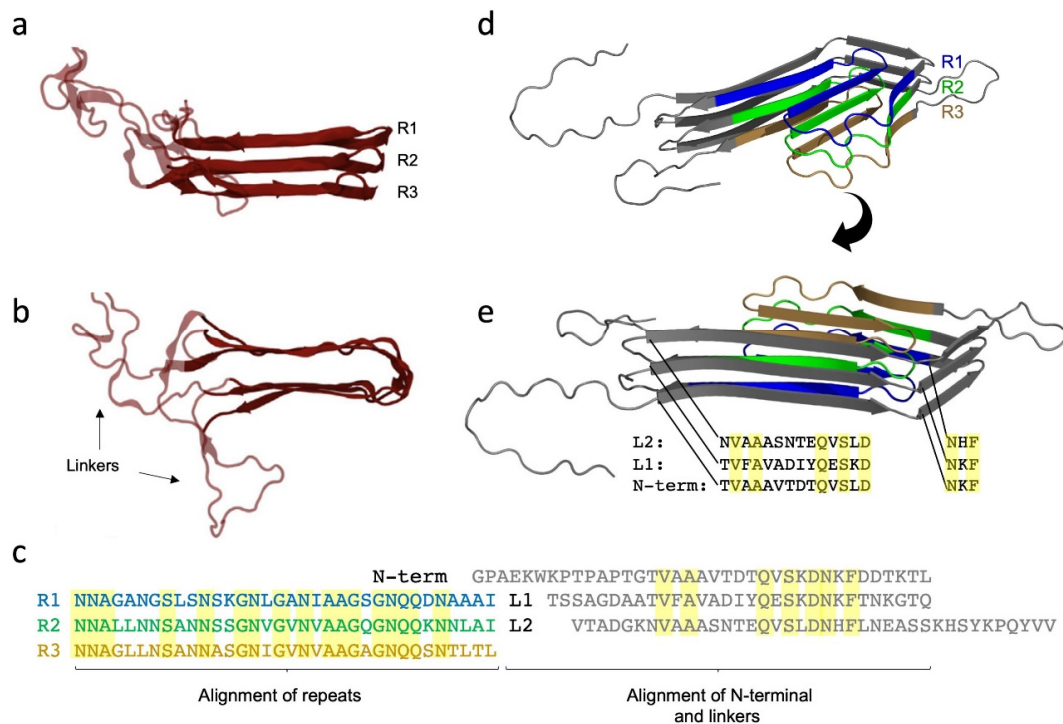 a
R1
R2
R3
b
Linkers
d
R1
R2
R3
e
L2: NVAAASNTEQVSLD NHF
L1: TVFAVADIYQESKD NKF
N-term: TVAAAVTDTQVSLD NKF
c
N-term GPAEKWKPTPAPTGTVAAAVTDTQVSKDNKFDDTKTL
R1 NNAGANGSLSNSKGNLGANIAAGSGNQQDNAAAI L1 TSSAGDAATVFAVADIYQESKDNKFTNKGTQ
R2 NNALLNNSANNSSGNVGVNVAAGQGNQQKNNLAI L2 VTADGKNVAAASNTEQVSLDNHFLNEASSKHSYKPQYVV
R3 NNAGLLNSANNASGNIGVNVAAGAGNQQSNTLTL
Alignment of repeats
Alignment of N-terminal
and linkers